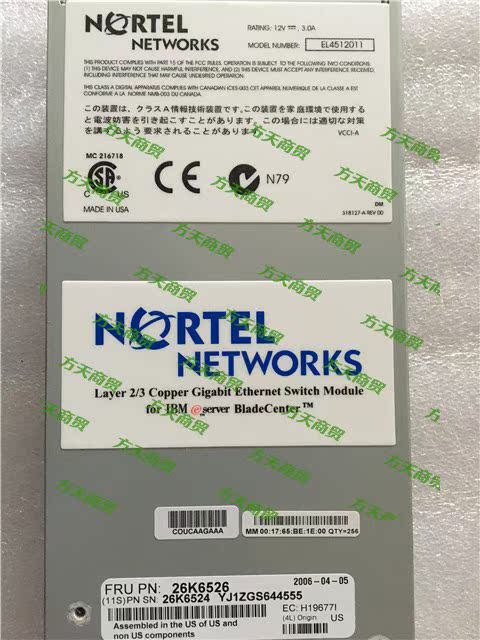 NORTEL
NETWORKS
RATING: 12V ⎓, 3.0A
MODEL NUMBER: EL4512011
THIS PRODUCT COMPLIES WITH PART 15 OF THE FCC RULES. OPERATION IS SUBJECT TO THE FOLLOWING TWO CONDITIONS:
(1) THIS DEVICE MAY NOT CAUSE HARMFUL INTERFERENCE, AND (2) THIS DEVICE MUST ACCEPT ANY INTERFERENCE RECEIVED,
INCLUDING INTERFERENCE THAT MAY CAUSE UNDESIRED OPERATION.
THIS CLASS A DIGITAL APPARATUS COMPLIES WITH CANADIAN ICES-003.CET APPAREIL NUMERIQUE DE LA CLASSE A EST
CONFORME A LA NORME NMB-003 DU CANADA.
この装置は、クラスA情報技術装置です。この装置を家庭環境で使用する
と電波妨害を引き起こすことがあります。この場合には適切な対策
を講ずるよう要求されることがあります。 VCCI-A
MC 216718
C US
MADE IN USA
CE
N79
DM
318127-A REV 00
NORTEL
NETWORKS
Layer 2/3 Copper Gigabit Ethernet Switch Module
for IBM eserver BladeCenter™
COUCAAGAAA
MM 00:17:65:BE:1E:00 QTY=256
FRU PN: 26K6526
2006-04-05
(11S)PN SN: 26K6524 YJ1ZGS644555
Assembled in the US of US and
non US components
EC: H19677I
(4L) Origin: US
方天商贸